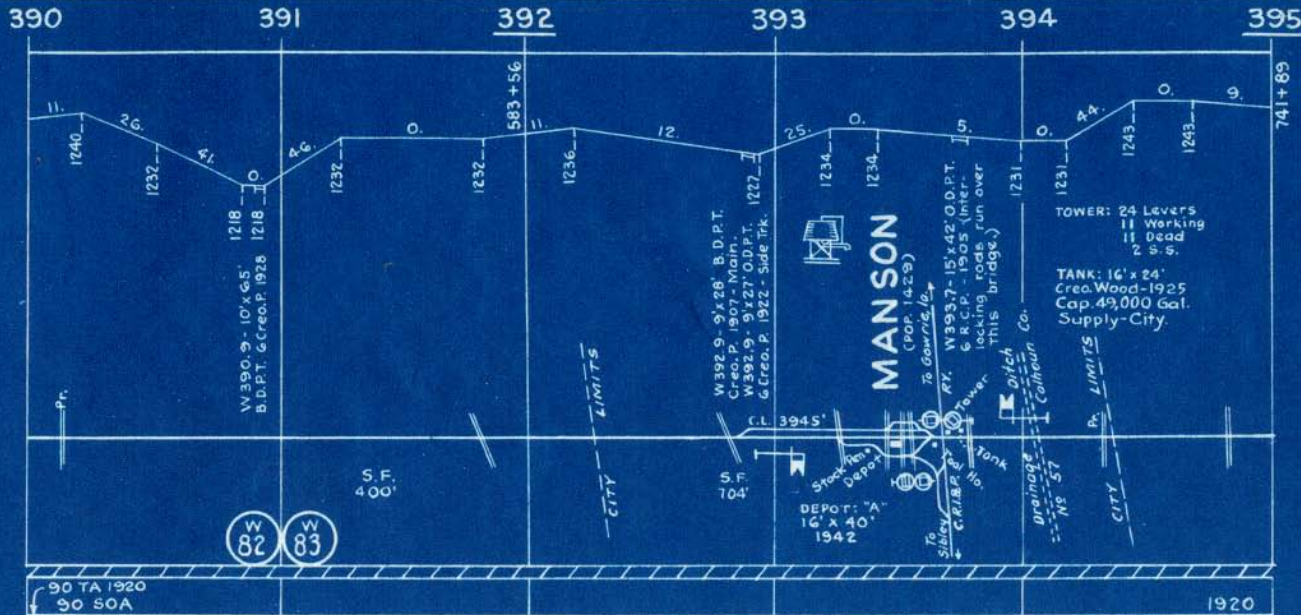 390
391
392
393
394
395
583+56
741+89
11.
26.
41.
0.
46.
0.
11.
12.
25.
0.
5.
0.
44.
0.
9.
1240
1232
1218
1218
1232
1232
1236
1227
1234
1234
1231
1231
1243
1243
W390.9 - 10'x65'
B.D.P.T. 6 Creo.P. 1928
W392.9 - 9'x28' B.D.P.T.
Creo.P. 1907 - Main.
W392.9 - 9'x27' O.D.P.T.
6 Creo.P. 1922 - Side Trk.
MANSON
(POP. 1429)
To Gowrie, Ia.
RY.
W393.7 - 15'x42' O.D.P.T.
6 R.C.P. - 1905 (Inter-
locking rods run over
this bridge.)
TOWER: 24 Levers
11 Working
11 Dead
2 S.S.
TANK: 16'x24'
Creo.Wood-1925
Cap. 49,000 Gal.
Supply-City.
Pr.
CITY LIMITS
C.L. 3945'
S.F.
400'
S.F.
704'
Stock Pen
Depot
Tower
Tank
Coal Ho.
DEPOT: "A"
16' x 40'
1942
To
Sibley
C.R.I.&P.
Ditch
Calhoun Co.
Drainage
No 57
Pr.
CITY LIMITS
W
82
W
83
90 TA 1920
90 SOA
1920